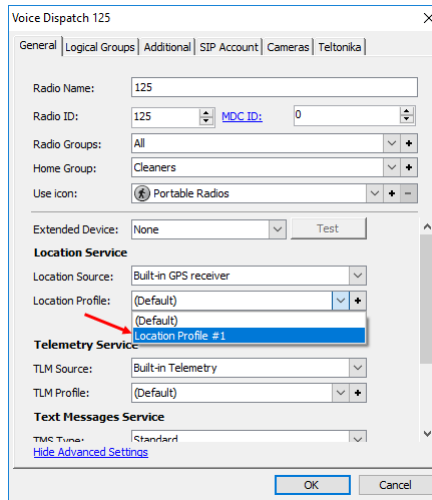 Voice Dispatch 125
General Logical Groups Additional SIP Account Cameras Teltonika
Radio Name: 125
Radio ID: 125 MDC ID: 0
Radio Groups: All
Home Group: Cleaners
Use icon: Portable Radios
Extended Device: None Test
Location Service
Location Source: Built-in GPS receiver
Location Profile: (Default)
(Default)
Location Profile #1
Telemetry Service
TLM Source: Built-in Telemetry
TLM Profile: (Default)
Text Messages Service
TMS Type: Standard
Hide Advanced Settings
OK Cancel